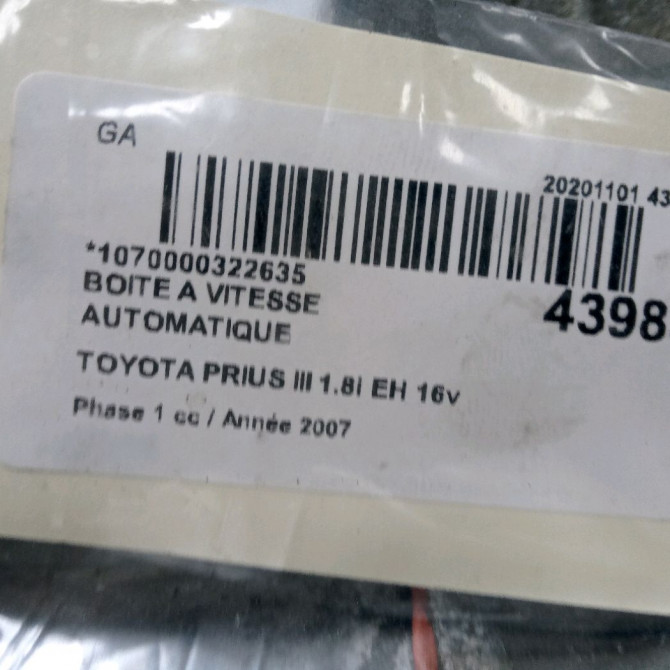 GA
20201101 43
*1070000322635
BOITE A VITESSE
4398
AUTOMATIQUE
TOYOTA PRIUS III 1.8i EH 16v
Phase 1 cc / Année 2007